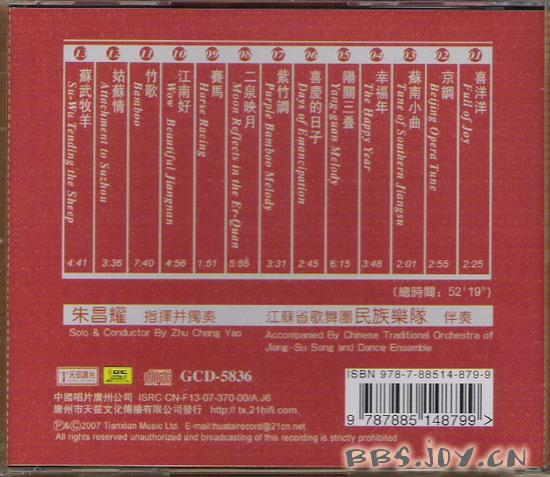 01 喜洋洋 Full of Joy 2:25
02 京調 Beijing Opera Tune 2:55
03 蘇南小曲 Tune of Southern Jiangsu 2:01
04 幸福年 The Happy Year 3:48
05 陽關三叠 Yang-guan Melody 6:15
06 喜慶的日子 Days of Emancipation 2:45
07 紫竹調 Purple Bamboo Melody 3:31
08 二泉映月 Moon Reflects in the Er-Quan 5:55
09 賽馬 Horse Racing 1:51
10 江南好 Wow Beautiful Jiangnan 4:56
11 竹歌 Bamboo 7:40
12 姑蘇情 Attachment to Suzhou 3:36
13 蘇武牧羊 Su-Wu Tending the Sheep 4:41
(總時間：52'19")
朱昌耀 指揮并獨奏
Solo & Conductor By Zhu Chang Yao
江蘇省歌舞團民族樂隊 伴奏
Accompanied By Chinese Traditional Orchestra of
Jiang-Su Song and Dance Ensemble
GCD-5836
中國唱片廣州公司 ISRC CN-F13-07-370-00/A.J6
廣州市天弦文化傳播有限公司發行 http://tx.21hifi.com
Ⓟ&©2007 Tianxian Music Ltd. E-mail:huatairecord@21cn.net
All rights reserved unauthorized and broadcasting of this recording is strictly prohibited
ISBN 978-7-88514-879-9
9 787885 148799
BBS.JOY.CN